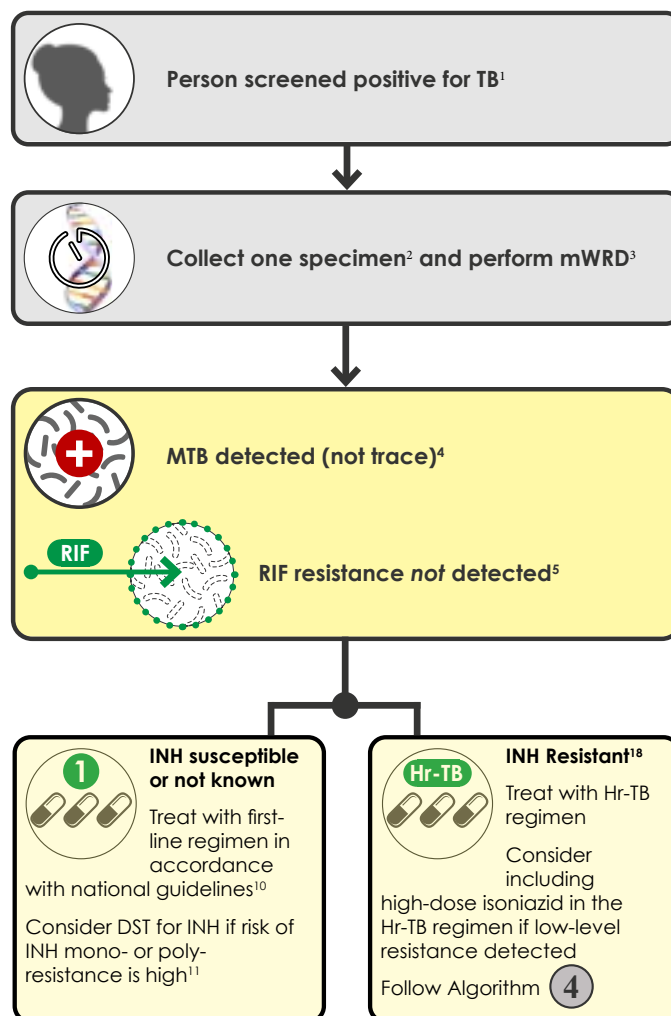 Person screened positive for TB¹
Collect one specimen² and perform mWRD³
MTB detected (not trace)⁴
RIF
RIF resistance not detected⁵
1
INH susceptible
or not known
Treat with first-
line regimen in
accordance
with national guidelines¹⁰
Consider DST for INH if risk of
INH mono- or poly-
resistance is high¹¹
Hr-TB
INH Resistant¹⁸
Treat with Hr-TB
regimen
Consider
including
high-dose isoniazid in the
Hr-TB regimen if low-level
resistance detected
Follow Algorithm 4